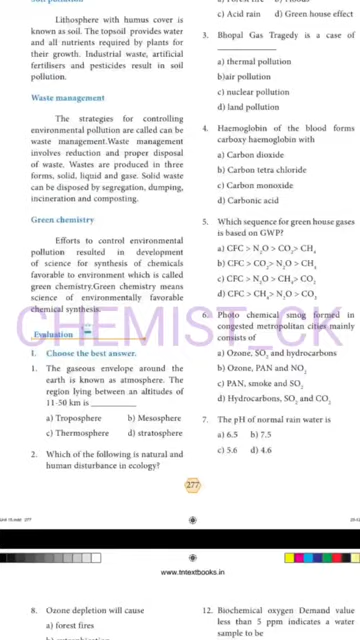 Soil pollution
Lithosphere with humus cover is
known as soil. The topsoil provides water
and all nutrients required by plants for
their growth. Industrial waste, artificial
fertilisers and pesticides result in soil
pollution.
Waste management
The strategies for controlling
environmental pollution are called can be
waste management.Waste management
involves reduction and proper disposal
of waste. Wastes are produced in three
forms, solid, liquid and gase. Solid waste
can be disposed by segregation, dumping,
incineration and composting.
Green chemistry
Efforts to control environmental
pollution resulted in development
of science for synthesis of chemicals
favorable to environment which is called
green chemistry.Green chemistry means
science of environmentally favorable
chemical synthesis.
Evaluation
I. Choose the best answer.
1. The gaseous envelope around the
earth is known as atmosphere. The
region lying between an altitudes of
11-50 km is __________
a) Troposphere b) Mesosphere
c) Thermosphere d) stratosphere
2. Which of the following is natural and
human disturbance in ecology?
c) Acid rain d) Green house effect
3. Bhopal Gas Tragedy is a case of
_____________
a) thermal pollution
b)air pollution
c) nuclear pollution
d) land pollution
4. Haemoglobin of the blood forms
carboxy haemoglobin with
a) Carbon dioxide
b) Carbon tetra chloride
c) Carbon monoxide
d) Carbonic acid
5. Which sequence for green house gases
is based on GWP?
a) CFC > N2O > CO2> CH4
b) CFC > CO2> N2O > CH4
c) CFC > N2O > CH4> CO2
d) CFC > CH4> N2O > CO2
6. Photo chemical smog formed in
congested metropolitan cities mainly
consists of
a) Ozone, SO2 and hydrocarbons
b) Ozone, PAN and NO2
c) PAN, smoke and SO2
d) Hydrocarbons, SO2 and CO2
7. The pH of normal rain water is
a) 6.5 b) 7.5
c) 5.6 d) 4.6
CHEMIST_CK
277
www.tntextbooks.in
8. Ozone depletion will cause
a) forest fires
12. Biochemical oxygen Demand value
less than 5 ppm indicates a water
sample to be